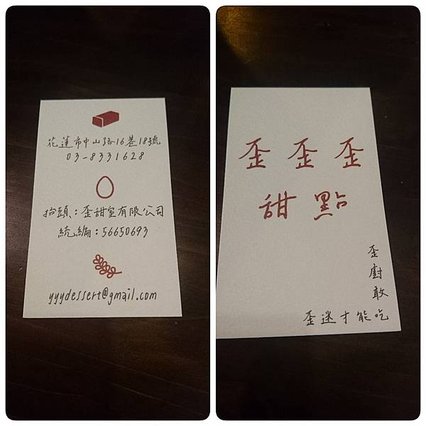 花蓮市中山路16巷18號
03-8331628
抬頭：歪甜室有限公司
統編：56650693
yyydessert@gmail.com
歪歪歪
甜點
歪廚敢
歪迷才能吃